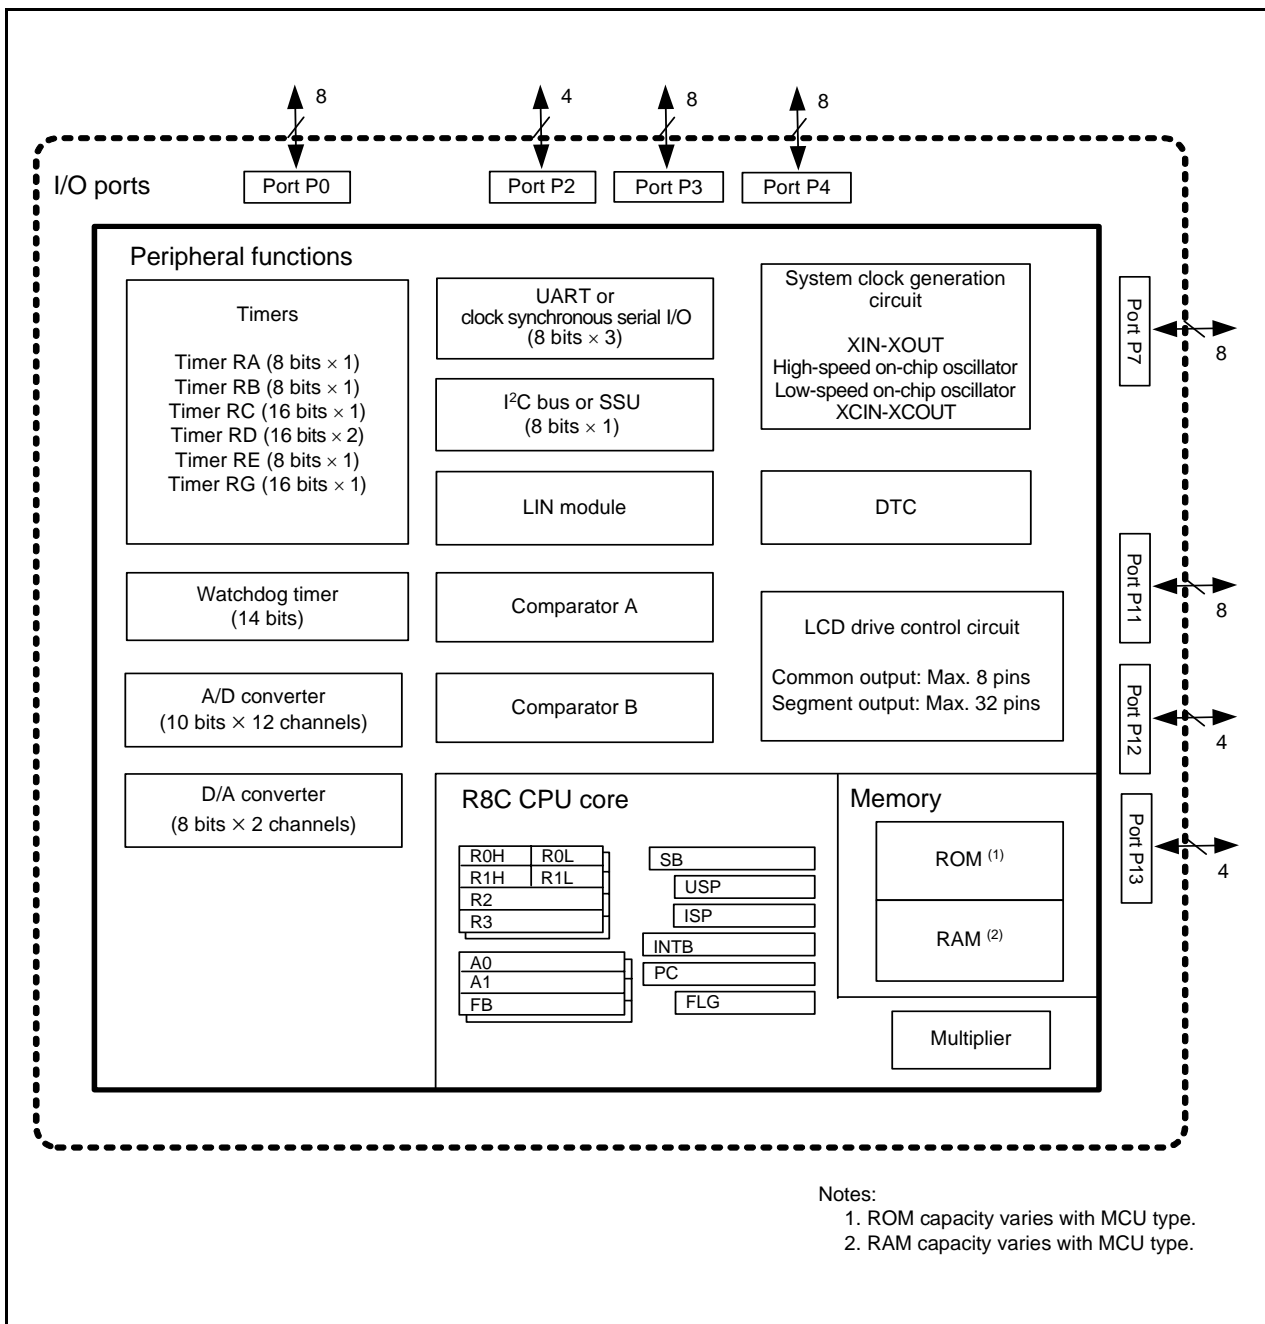 8
4
8
8
I/O ports
Port P0
Port P2
Port P3
Port P4
Peripheral functions
Timers
Timer RA (8 bits × 1)
Timer RB (8 bits × 1)
Timer RC (16 bits × 1)
Timer RD (16 bits × 2)
Timer RE (8 bits × 1)
Timer RG (16 bits × 1)
UART or
clock synchronous serial I/O
(8 bits × 3)
I²C bus or SSU
(8 bits × 1)
LIN module
System clock generation
circuit
XIN-XOUT
High-speed on-chip oscillator
Low-speed on-chip oscillator
XCIN-XCOUT
DTC
Port P7
8
Watchdog timer
(14 bits)
Comparator A
LCD drive control circuit
Common output: Max. 8 pins
Segment output: Max. 32 pins
Port P11
8
A/D converter
(10 bits × 12 channels)
Comparator B
Port P12
4
D/A converter
(8 bits × 2 channels)
R8C CPU core
R0H R0L
R1H R1L
R2
R3
A0
A1
FB
SB
USP
ISP
INTB
PC
FLG
Memory
ROM (1)
RAM (2)
Multiplier
Port P13
4
Notes:
1. ROM capacity varies with MCU type.
2. RAM capacity varies with MCU type.